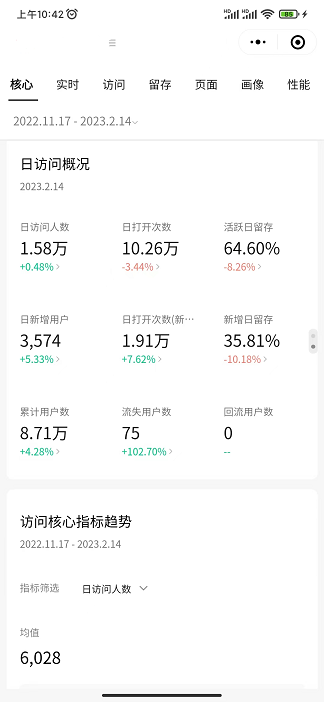 上午10:42
HD HD 85
核心 实时 访问 留存 页面 画像 性能
2022.11.17 - 2023.2.14
日访问概况
2023.2.14
日访问人数 日打开次数 活跃日留存
1.58万 10.26万 64.60%
+0.48% -3.44% -8.26%
日新增用户 日打开次数(新··· 新增日留存
3,574 1.91万 35.81%
+5.33% +7.62% -10.18%
累计用户数 流失用户数 回流用户数
8.71万 75 0
+4.28% +102.70% --
访问核心指标趋势
2022.11.17 - 2023.2.14
指标筛选 日访问人数
均值
6,028